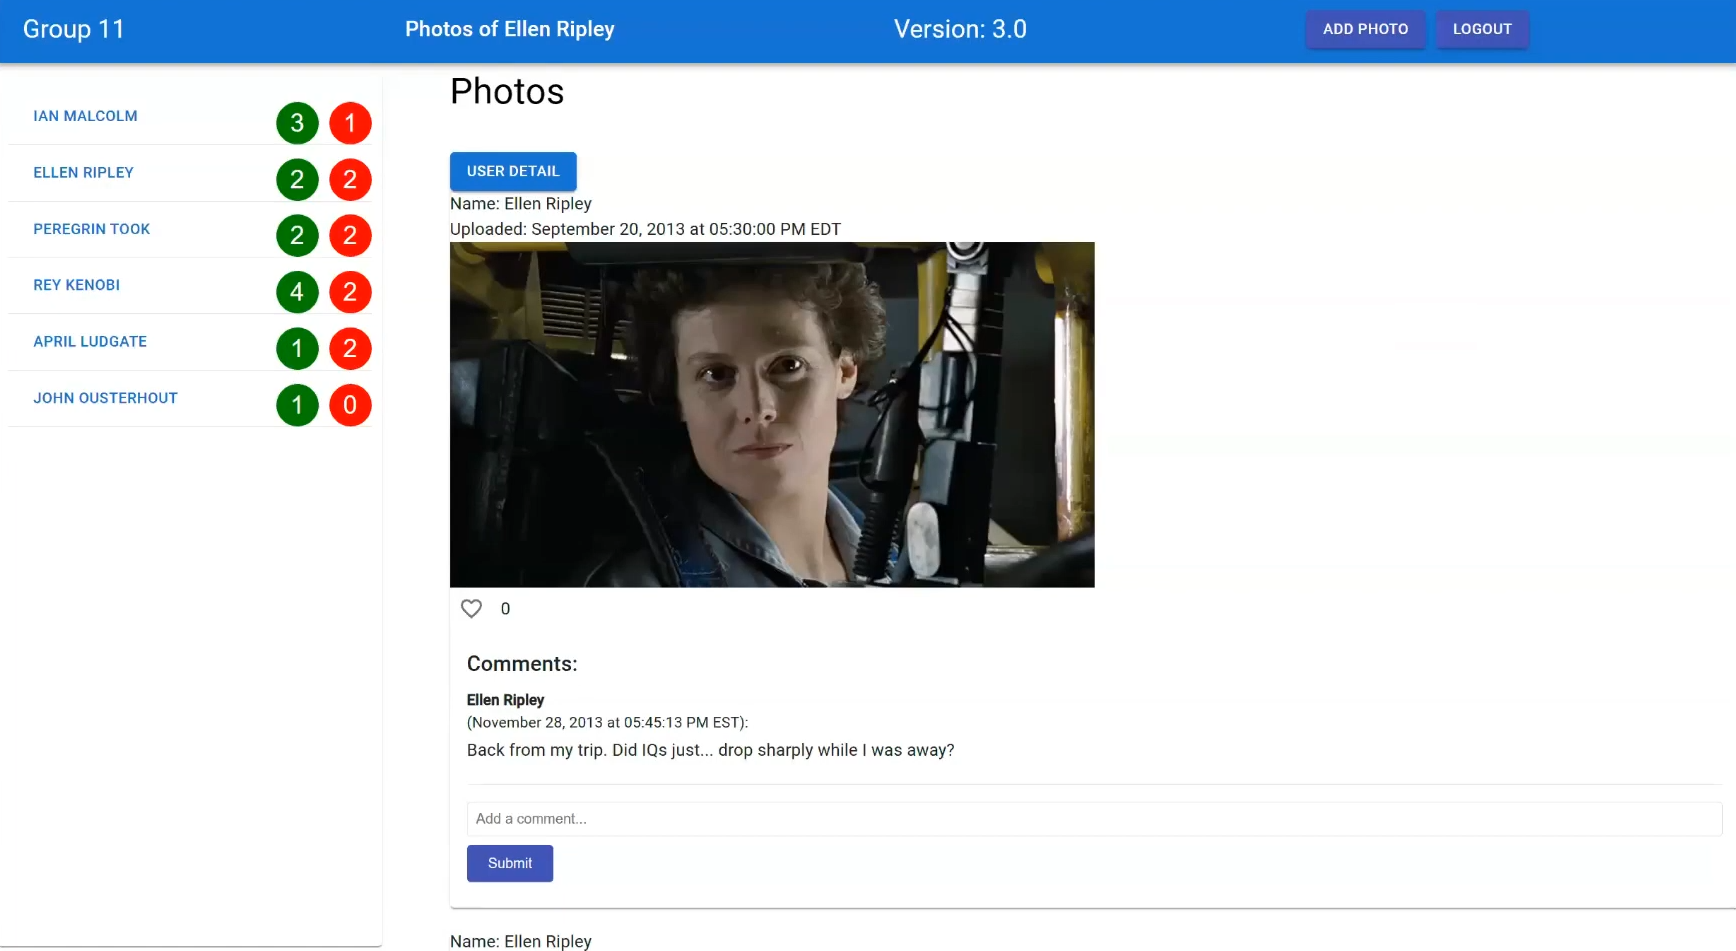 Group 11
Photos of Ellen Ripley
Version: 3.0
ADD PHOTO
LOGOUT
IAN MALCOLM 3 1
ELLEN RIPLEY 2 2
PEREGRIN TOOK 2 2
REY KENOBI 4 2
APRIL LUDGATE 1 2
JOHN OUSTERHOUT 1 0
Photos
USER DETAIL
Name: Ellen Ripley
Uploaded: September 20, 2013 at 05:30:00 PM EDT
0
Comments:
Ellen Ripley
(November 28, 2013 at 05:45:13 PM EST):
Back from my trip. Did IQs just... drop sharply while I was away?
Add a comment...
Submit
Name: Ellen Ripley